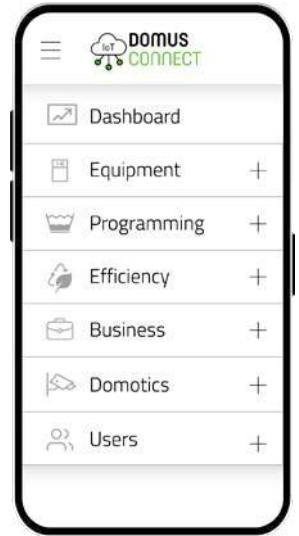 IoT
DOMUS
CONNECT
Dashboard
Equipment +
Programming +
Efficiency +
Business +
Domotics +
Users +